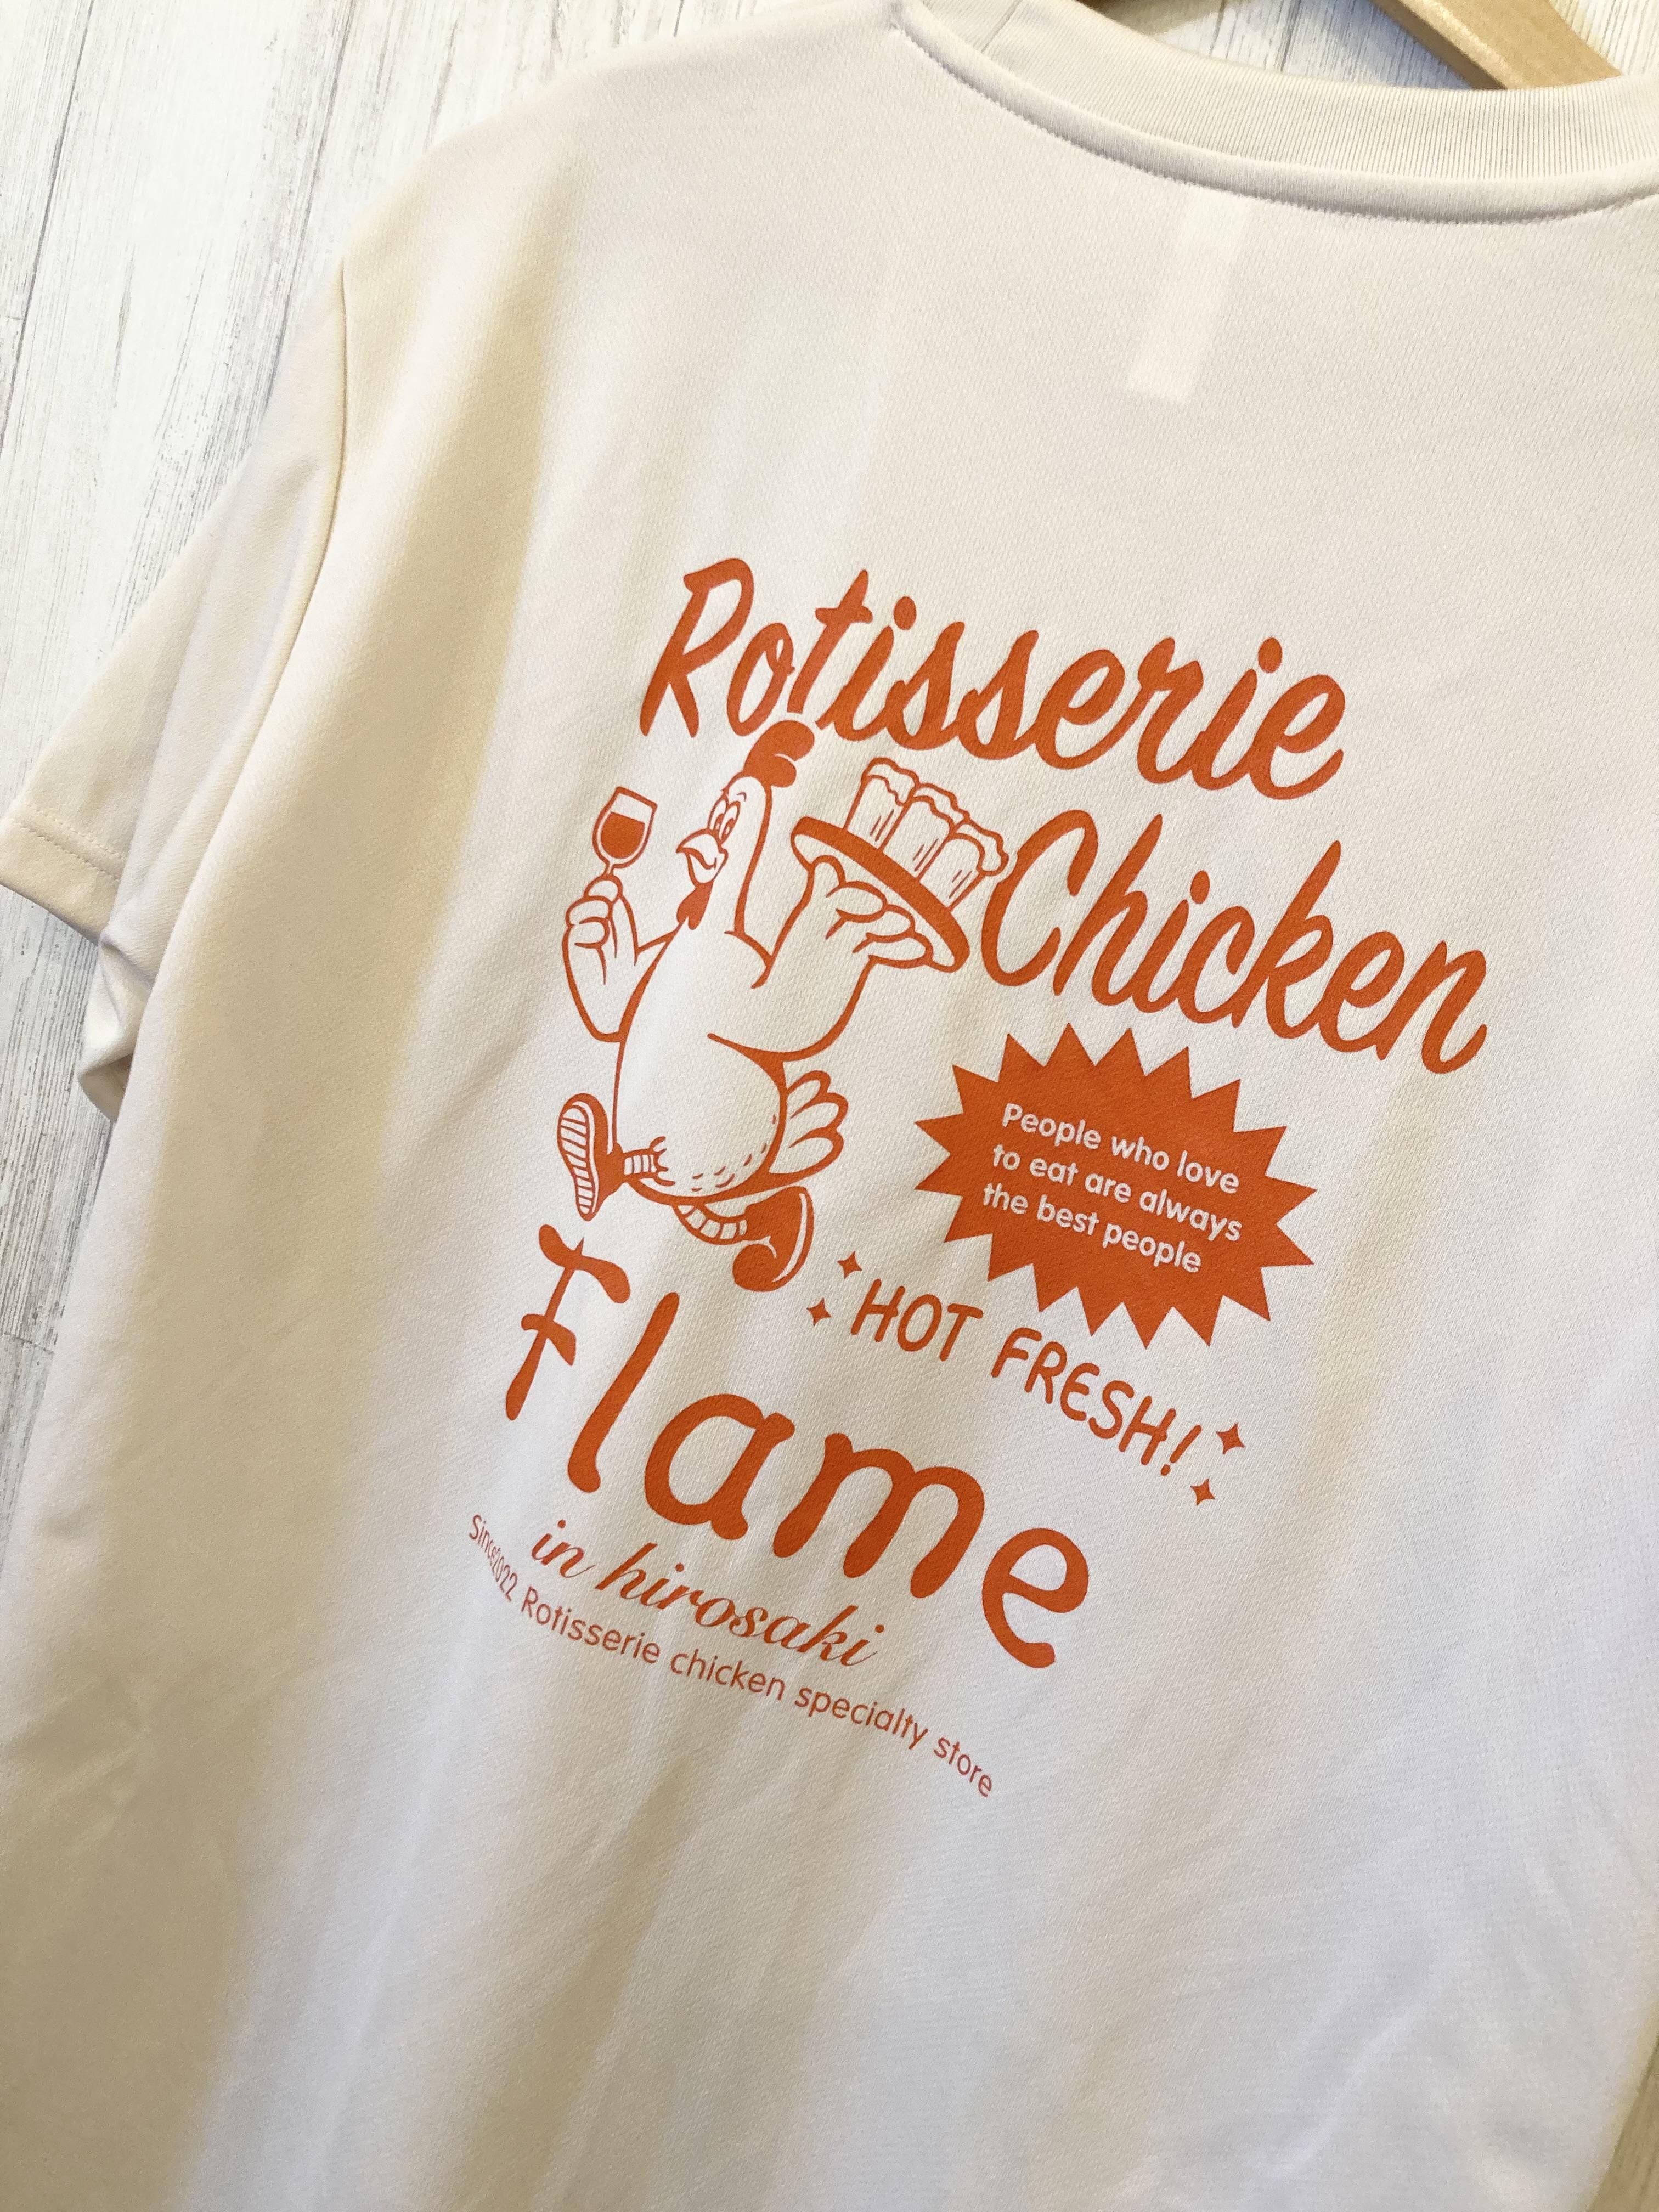 Rotisserie
Chicken
People who love
to eat are always
the best people
HOT FRESH!
Flame
in hirosaki
Since2022 Rotisserie chicken specialty store